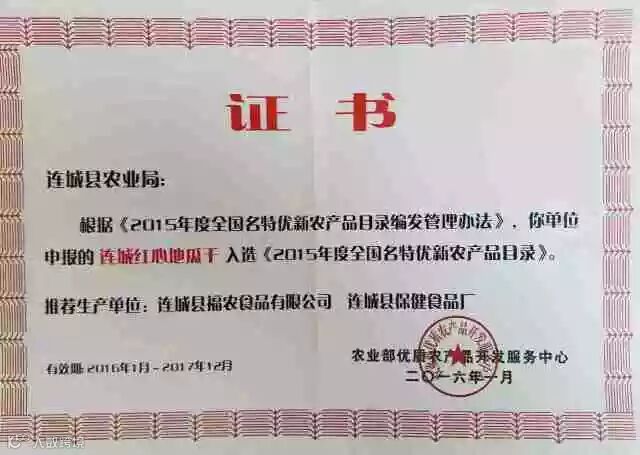 证书
连城县农业局：
根据《2015年度全国名特优新农产品目录编发管理办法》，你单位
申报的 连城红心地瓜干 入选《2015年度全国名特优新农产品目录》。
推荐生产单位：连城县福农食品有限公司 连城县保健食品厂
有效期：2016年1月-2017年12月
农业部优质农产品开发服务中心
二〇一六年一月
大数跨境